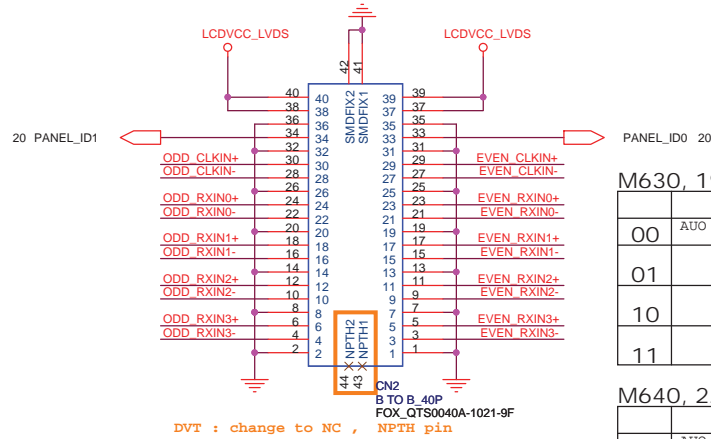 LCDVCC_LVDS LCDVCC_LVDS
42 41
SMDFIX2 SMDFIX1
40 40 39 39
38 38 37 37
36 36 35 35
20 PANEL_ID1 34 34 33 33 PANEL_ID0 20
32 32 31 31
ODD_CLKIN+ 30 30 29 29 EVEN_CLKIN+
ODD_CLKIN- 28 28 27 27 EVEN_CLKIN-
26 26 25 25
ODD_RXIN0+ 24 24 23 23 EVEN_RXIN0+
ODD_RXIN0- 22 22 21 21 EVEN_RXIN0-
20 20 19 19
ODD_RXIN1+ 18 18 17 17 EVEN_RXIN1+
ODD_RXIN1- 16 16 15 15 EVEN_RXIN1-
14 14 13 13
ODD_RXIN2+ 12 12 11 11 EVEN_RXIN2+
ODD_RXIN2- 10 10 9 9 EVEN_RXIN2-
8 8 7 7
ODD_RXIN3+ 6 6 5 5 EVEN_RXIN3+
ODD_RXIN3- 4 4 3 3 EVEN_RXIN3-
2 2 1 1
NPTH2 NPTH1
44 43
CN2
B TO B_40P
FOX_QTS0040A-1021-9F
DVT : change to NC , NPTH pin
M630, 1
00 AUO
01
10
11
M640, 2